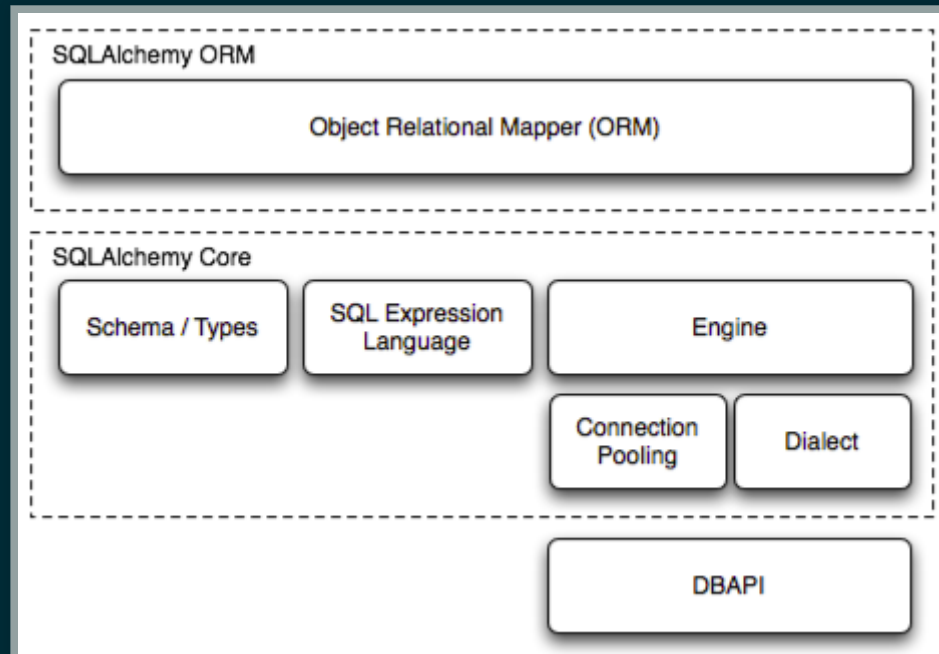 SQLAlchemy ORM
Object Relational Mapper (ORM)
SQLAlchemy Core
Schema / Types
SQL Expression
Language
Engine
Connection
Pooling
Dialect
DBAPI